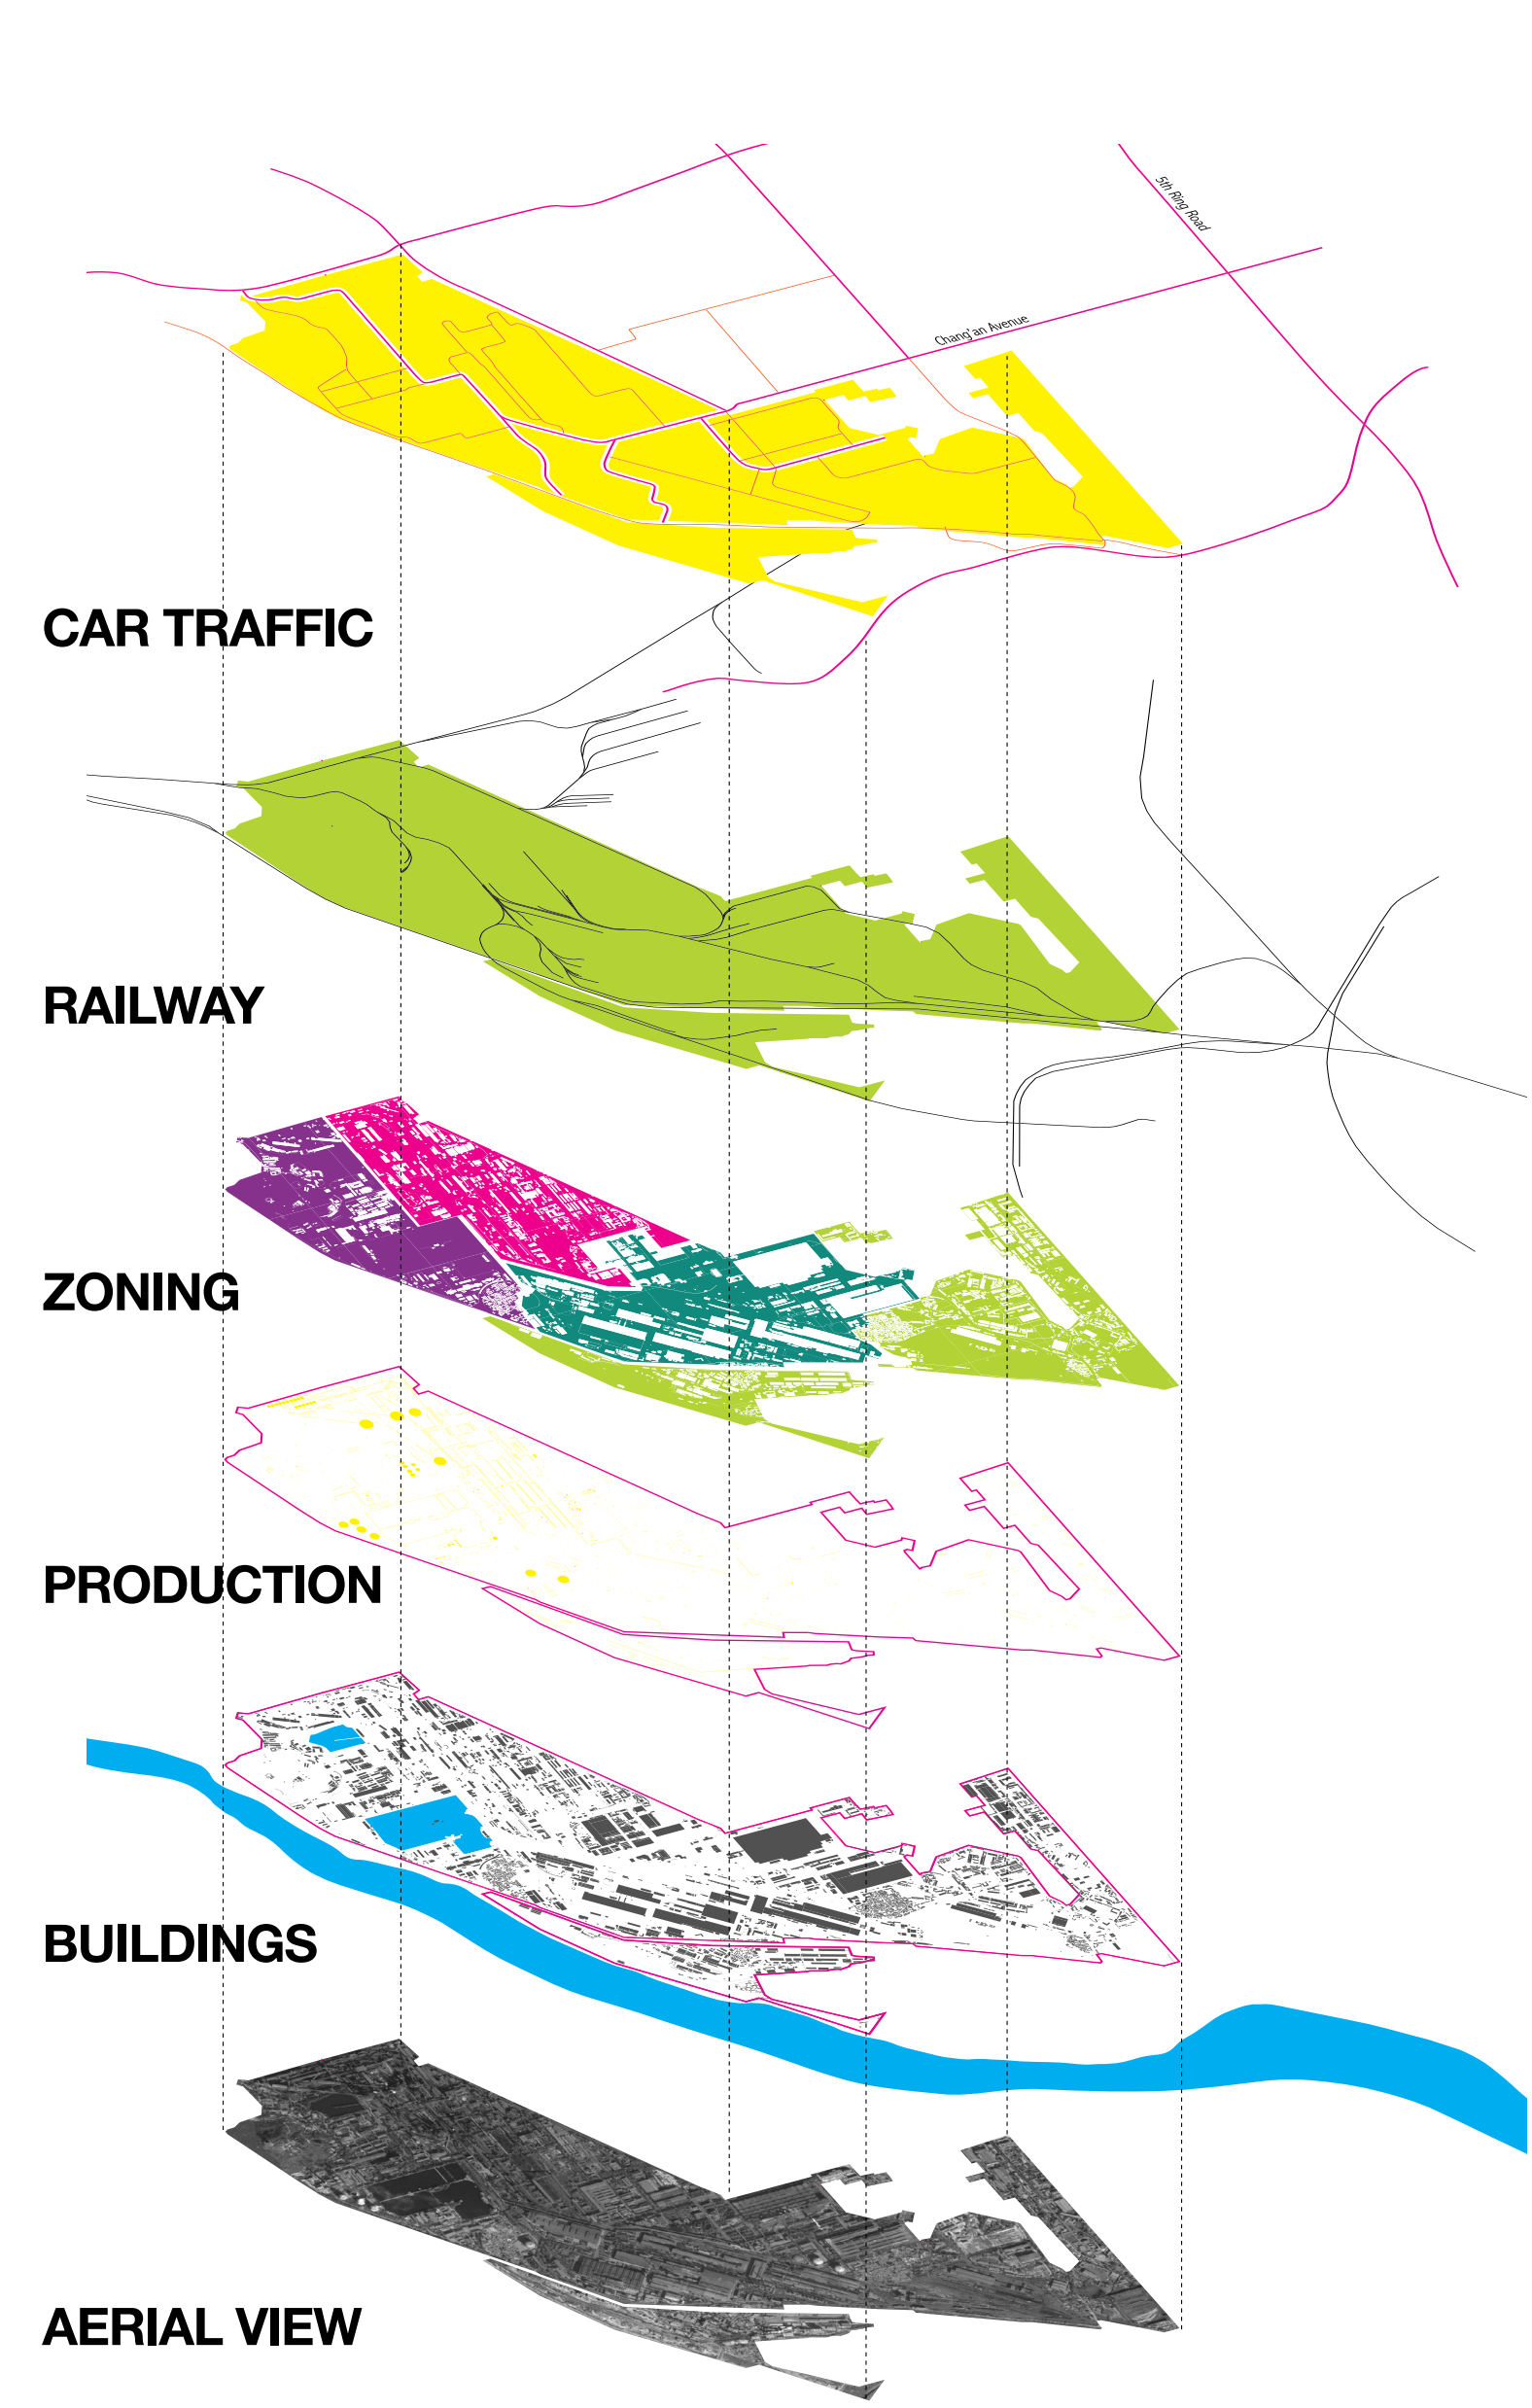 5th Ring Road
Chang'an Avenue
CAR TRAFFIC
RAILWAY
ZONING
PRODUCTION
BUILDINGS
AERIAL VIEW